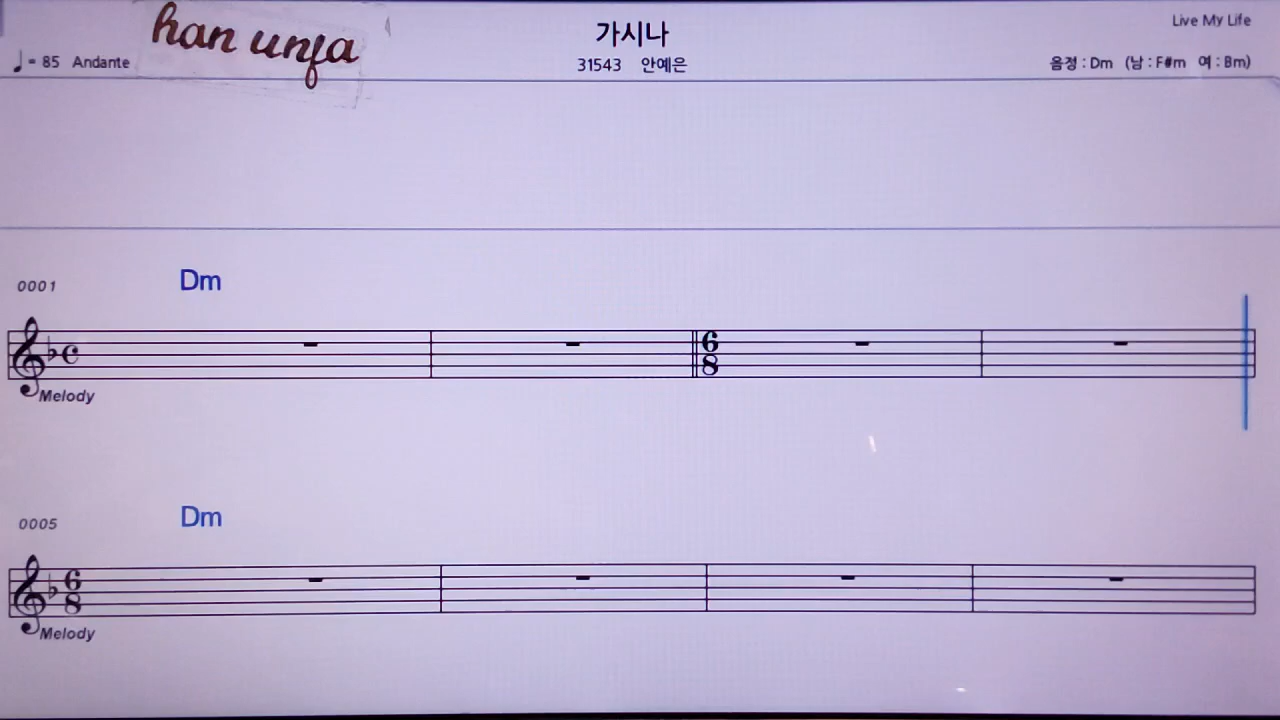 han unfa
가시나
Live My Life
♩ = 85 Andante
31543 안예은
음정 : Dm (남 : F#m 여 : Bm)
0001 Dm
6
8
Melody
0005 Dm
6
8
Melody